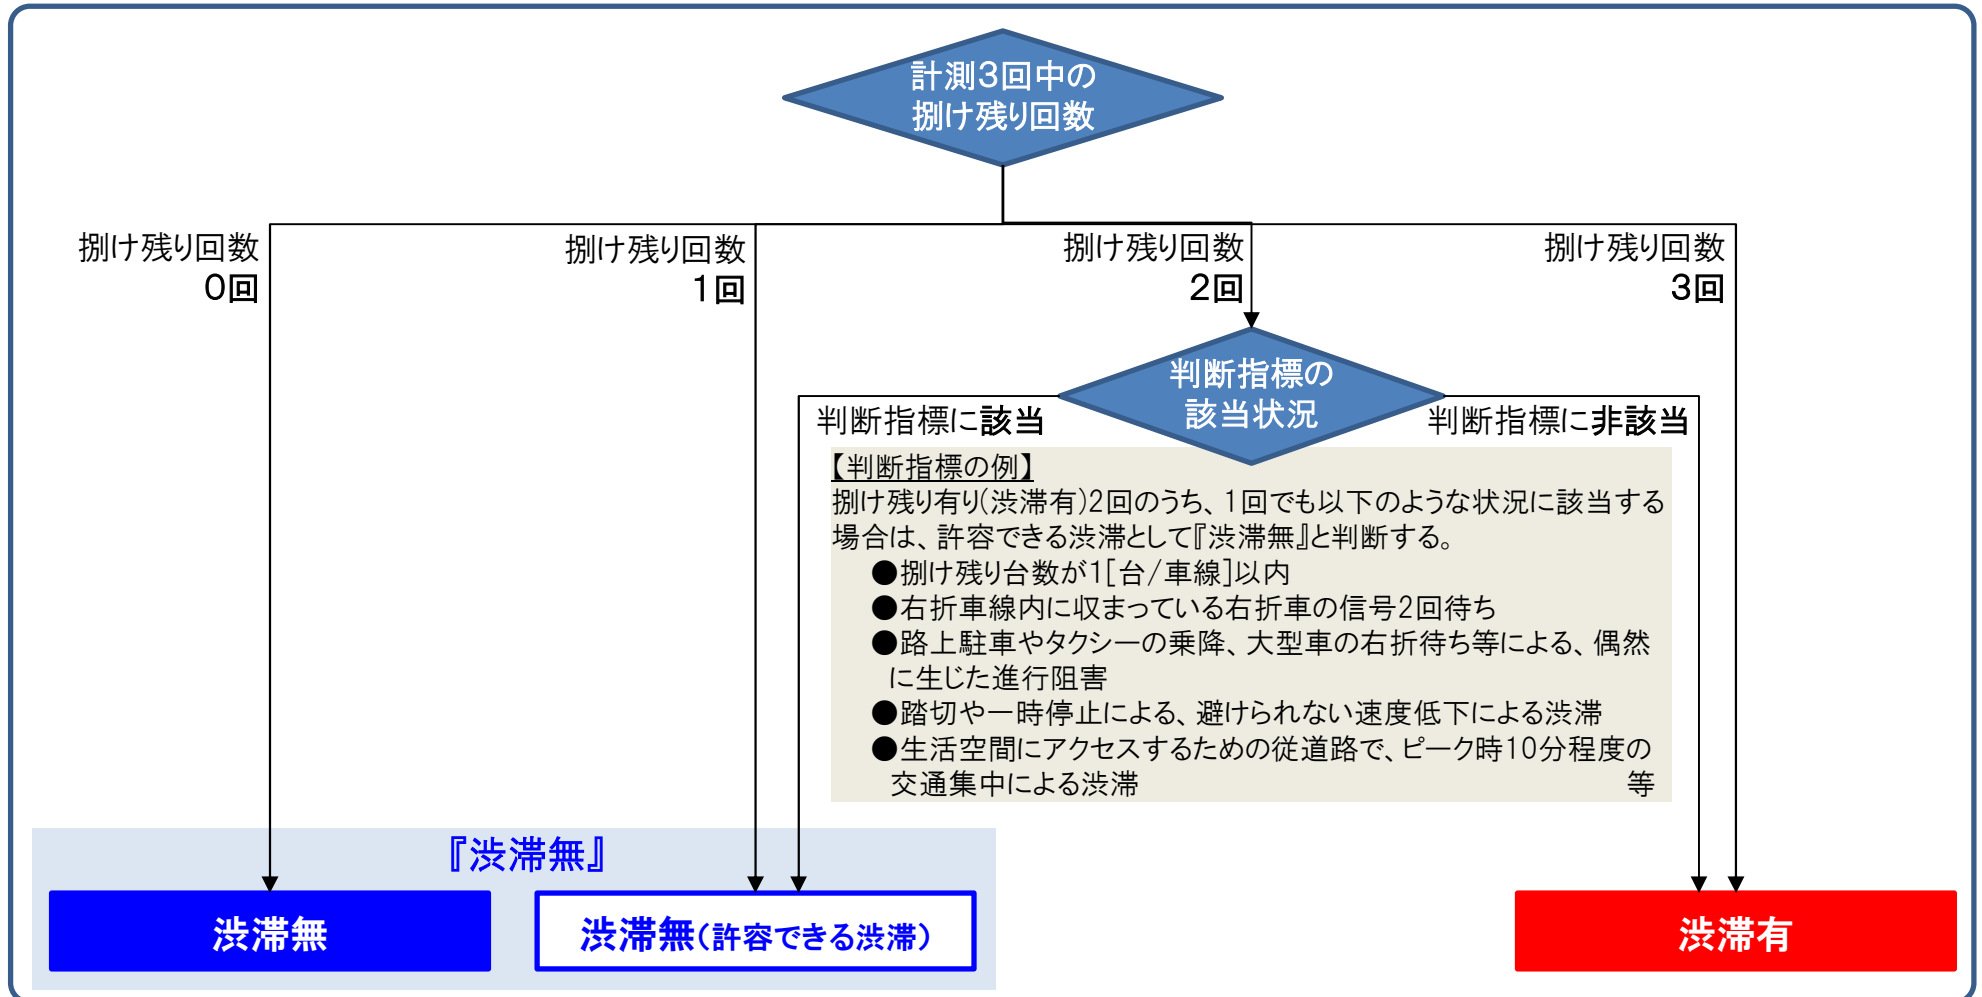 計測3回中の
捌け残り回数
捌け残り回数
0回
捌け残り回数
1回
捌け残り回数
2回
捌け残り回数
3回
判断指標の
該当状況
判断指標に該当
判断指標に非該当
【判断指標の例】
捌け残り有り(渋滞有)2回のうち、1回でも以下のような状況に該当する
場合は、許容できる渋滞として『渋滞無』と判断する。
●捌け残り台数が1[台/車線]以内
●右折車線内に収まっている右折車の信号2回待ち
●路上駐車やタクシーの乗降、大型車の右折待ち等による、偶然
に生じた進行阻害
●踏切や一時停止による、避けられない速度低下による渋滞
●生活空間にアクセスするための従道路で、ピーク時10分程度の
交通集中による渋滞 等
『渋滞無』
渋滞無
渋滞無(許容できる渋滞)
渋滞有